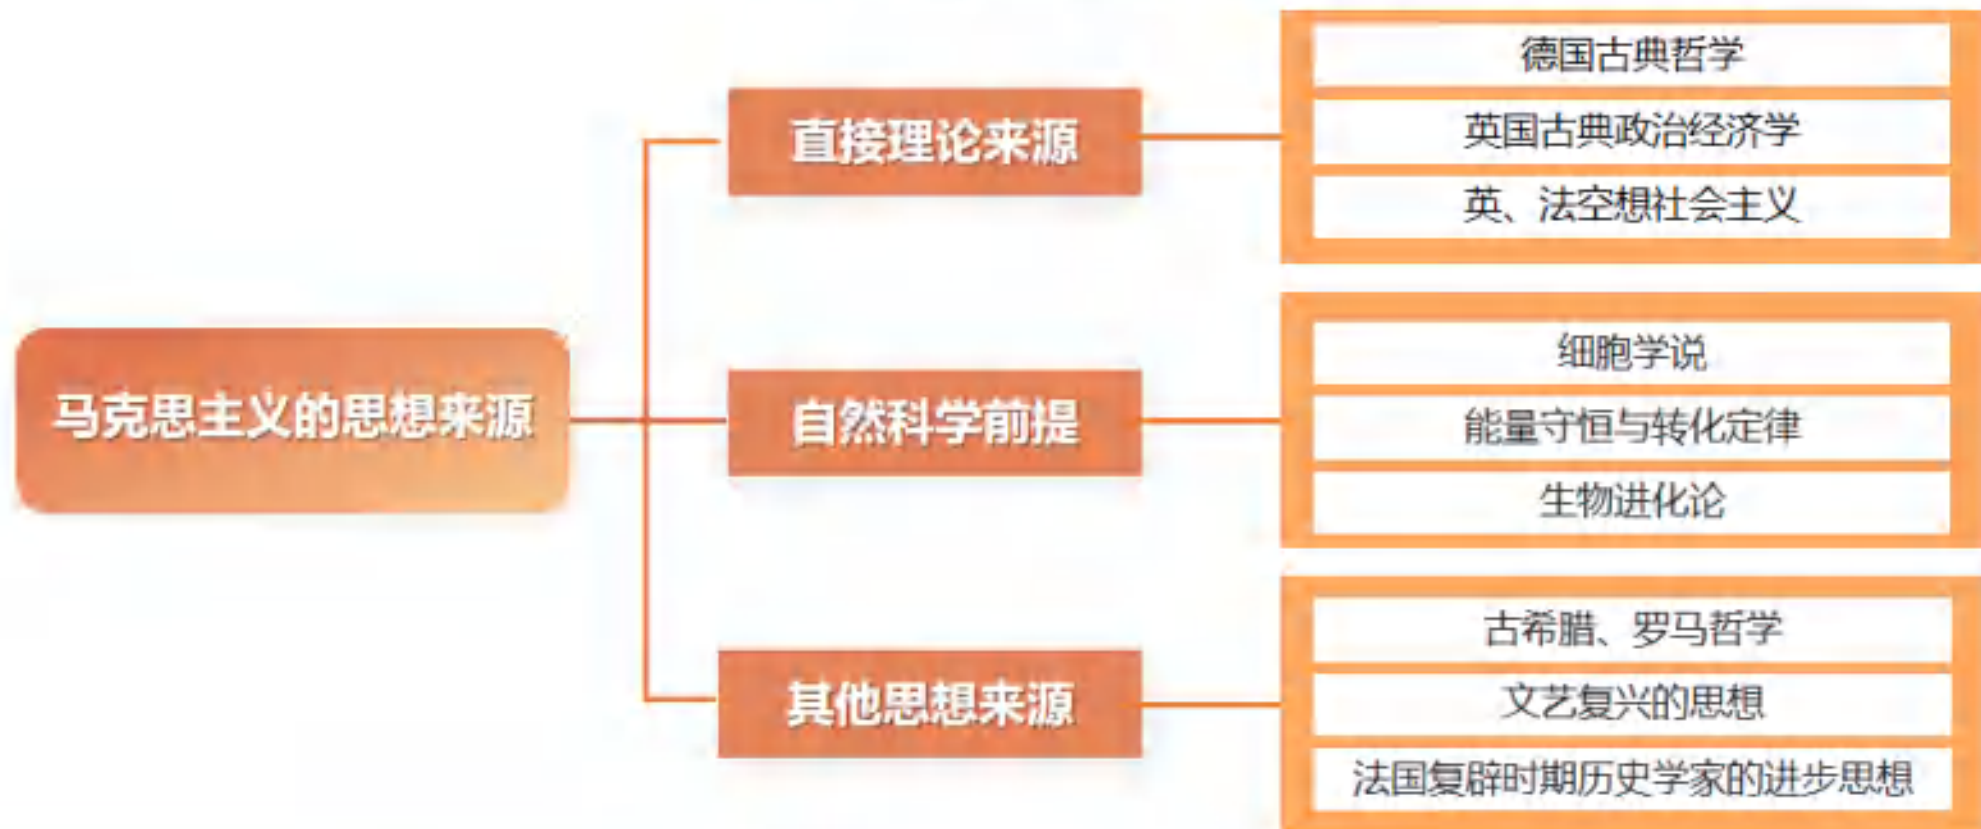 马克思主义的思想来源
直接理论来源
德国古典哲学
英国古典政治经济学
英、法空想社会主义
自然科学前提
细胞学说
能量守恒与转化定律
生物进化论
其他思想来源
古希腊、罗马哲学
文艺复兴的思想
法国复辟时期历史学家的进步思想